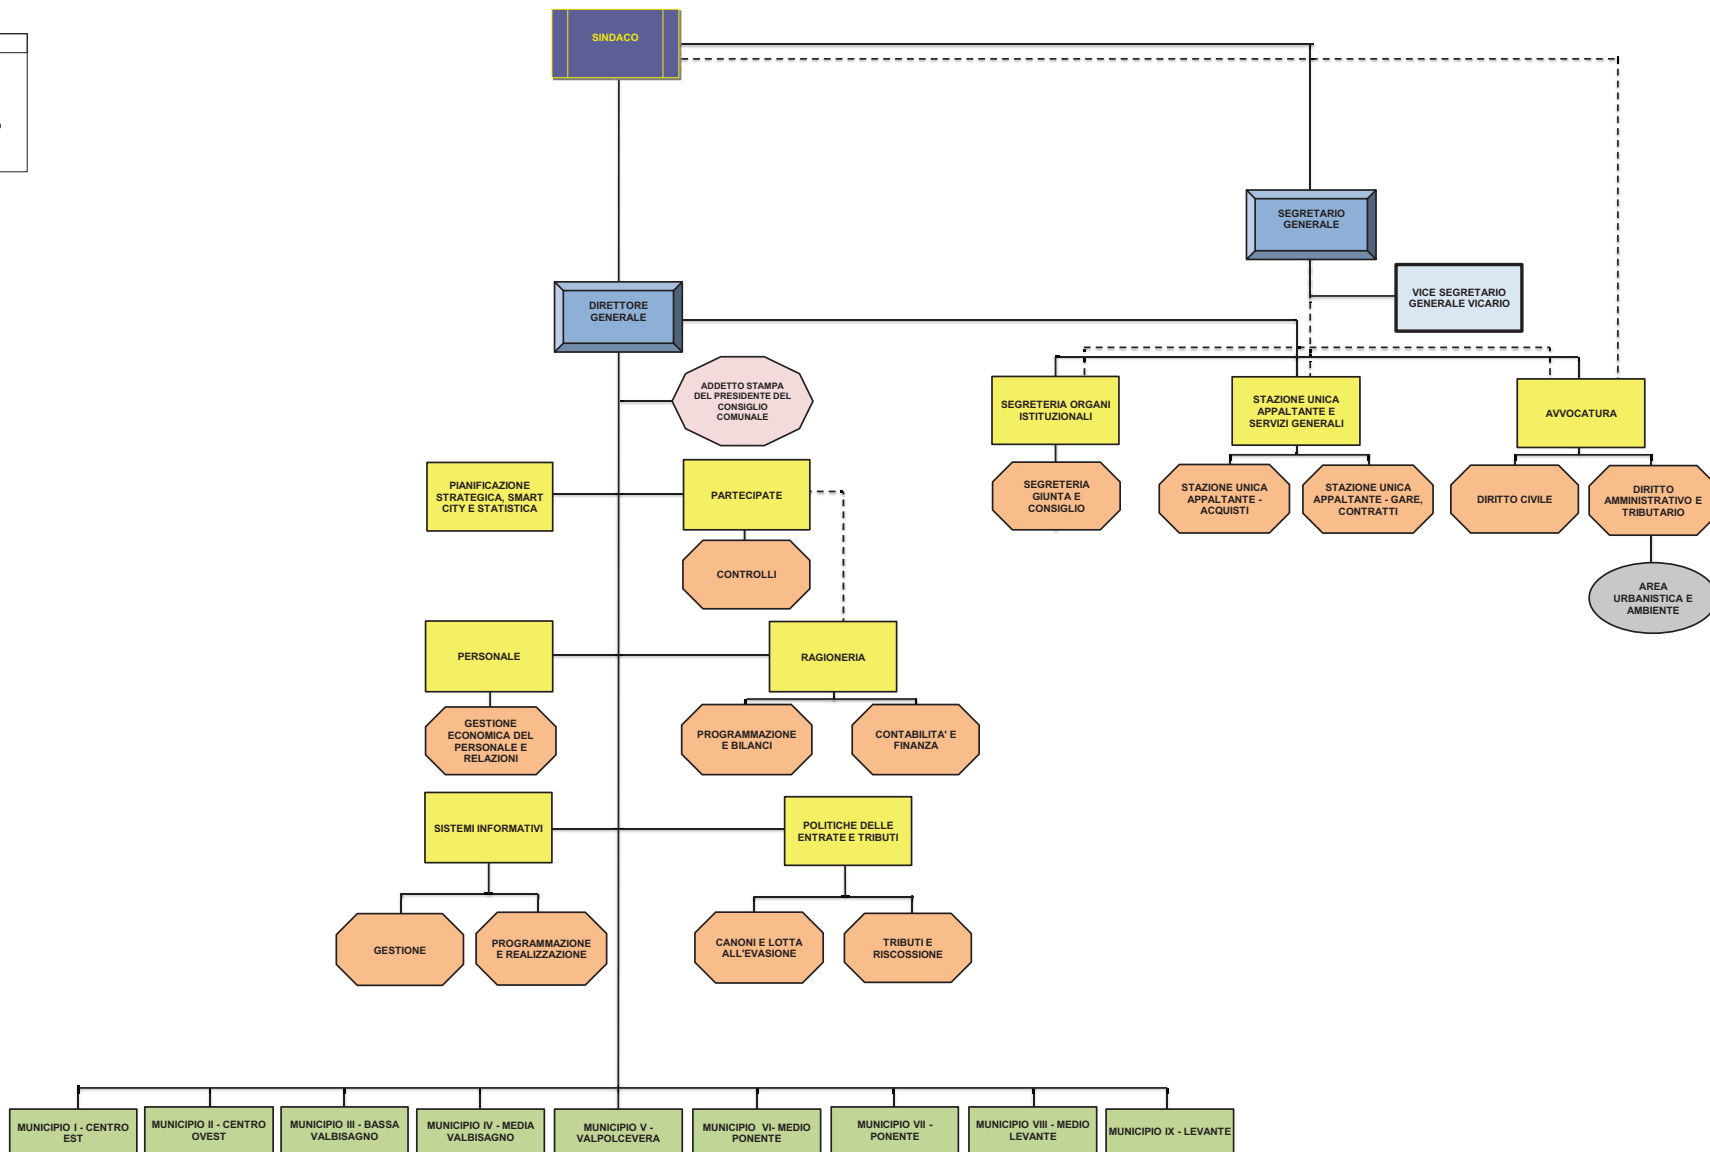 SINDACO
SEGRETARIO
GENERALE
VICE SEGRETARIO
GENERALE VICARIO
DIRETTORE
GENERALE
ADDETTO STAMPA
DEL PRESIDENTE DEL
CONSIGLIO
COMUNALE
SEGRETERIA ORGANI
ISTITUZIONALI
STAZIONE UNICA
APPALTANTE E
SERVIZI GENERALI
AVVOCATURA
PIANIFICAZIONE
STRATEGICA, SMART
CITY E STATISTICA
PARTECIPATE
SEGRETERIA
GIUNTA E
CONSIGLIO
STAZIONE UNICA
APPALTANTE -
ACQUISTI
STAZIONE UNICA
APPALTANTE - GARE,
CONTRATTI
DIRITTO CIVILE
DIRITTO
AMMINISTRATIVO E
TRIBUTARIO
CONTROLLI
AREA
URBANISTICA E
AMBIENTE
PERSONALE
RAGIONERIA
GESTIONE
ECONOMICA DEL
PERSONALE E
RELAZIONI
PROGRAMMAZIONE
E BILANCI
CONTABILITA' E
FINANZA
SISTEMI INFORMATIVI
POLITICHE DELLE
ENTRATE E TRIBUTI
GESTIONE
PROGRAMMAZIONE
E REALIZZAZIONE
CANONI E LOTTA
ALL'EVASIONE
TRIBUTI E
RISCOSSIONE
MUNICIPIO I - CENTRO
EST
MUNICIPIO II - CENTRO
OVEST
MUNICIPIO III - BASSA
VALBISAGNO
MUNICIPIO IV - MEDIA
VALBISAGNO
MUNICIPIO V -
VALPOLCEVERA
MUNICIPIO VI- MEDIO
PONENTE
MUNICIPIO VII -
PONENTE
MUNICIPIO VIII - MEDIO
LEVANTE
MUNICIPIO IX - LEVANTE